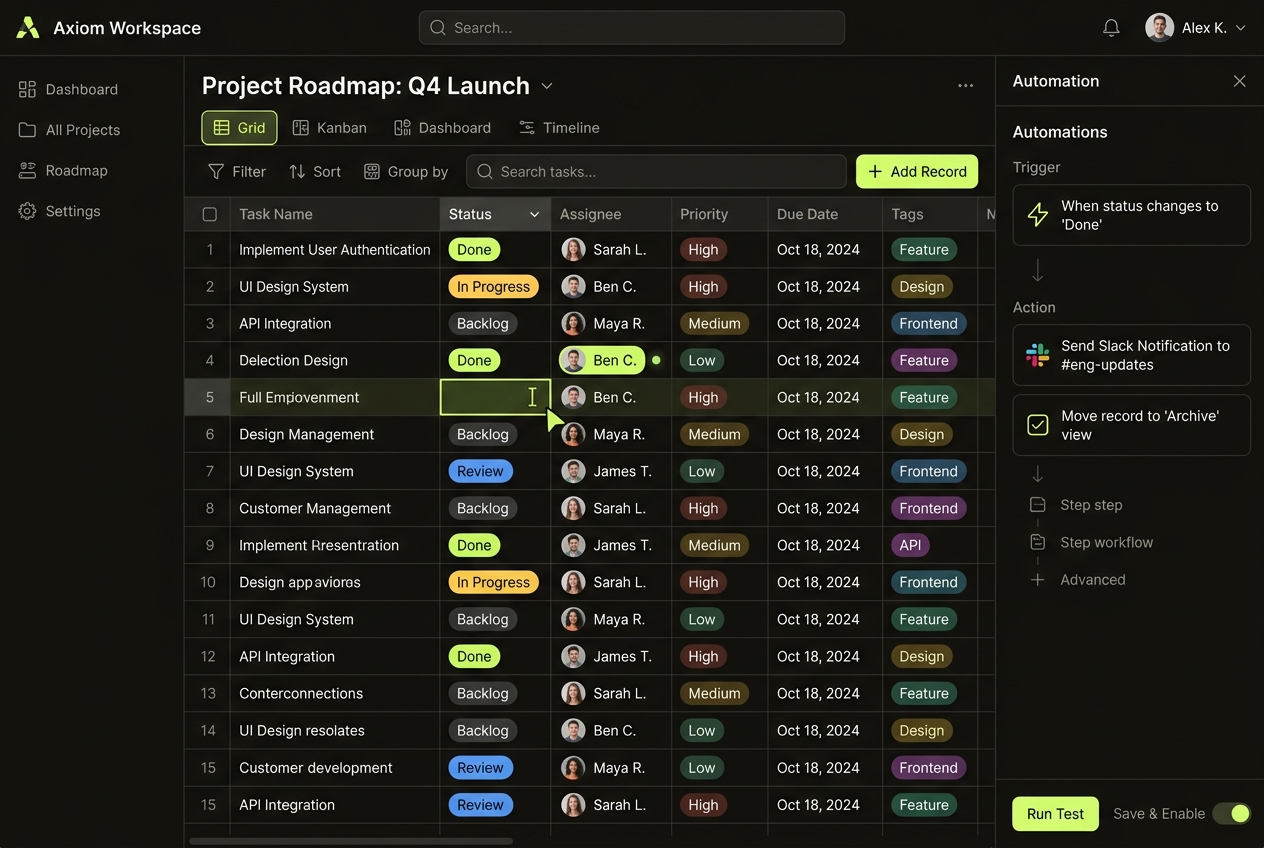 Axiom Workspace
Search...
Alex K.
Dashboard
All Projects
Roadmap
Settings
Project Roadmap: Q4 Launch
Grid Kanban Dashboard Timeline
Filter Sort Group by Search tasks... + Add Record
Task Name Status Assignee Priority Due Date Tags N
1 Implement User Authentication Done Sarah L. High Oct 18, 2024 Feature
2 UI Design System In Progress Ben C. High Oct 18, 2024 Design
3 API Integration Backlog Maya R. Medium Oct 18, 2024 Frontend
4 Delection Design Done Ben C. Low Oct 18, 2024 Feature
5 Full Empiovenment Ben C. High Oct 18, 2024 Feature
6 Design Management Backlog Maya R. Medium Oct 18, 2024 Design
7 UI Design System Review James T. Low Oct 18, 2024 Frontend
8 Customer Management Backlog Sarah L. High Oct 18, 2024 Frontend
9 Implement Rresentration Done James T. Medium Oct 18, 2024 API
10 Design app avioros In Progress Sarah L. High Oct 18, 2024 Frontend
11 UI Design System Backlog Maya R. Low Oct 18, 2024 Feature
12 API Integration Done James T. High Oct 18, 2024 Design
13 Conterconnections Backlog Sarah L. Medium Oct 18, 2024 Feature
14 UI Design resolates Backlog Ben C. Low Oct 18, 2024 Design
15 Customer development Review Maya R. Low Oct 18, 2024 Frontend
15 API Integration Review Sarah L. High Oct 18, 2024 Feature
Automation
Automations
Trigger
When status changes to
'Done'
Action
Send Slack Notification to
#eng-updates
Move record to 'Archive'
view
Step step
Step workflow
Advanced
Run Test Save & Enable